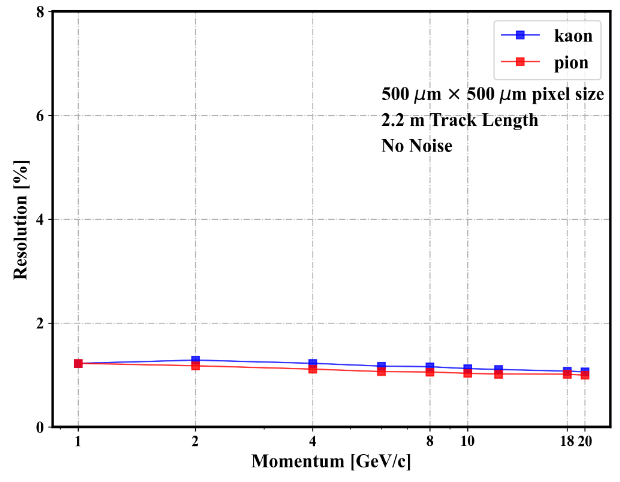 8
6
4
2
0
Resolution [%]
kaon
pion
500 μm × 500 μm pixel size
2.2 m Track Length
No Noise
1 2 4 8 10 18 20
Momentum [GeV/c]